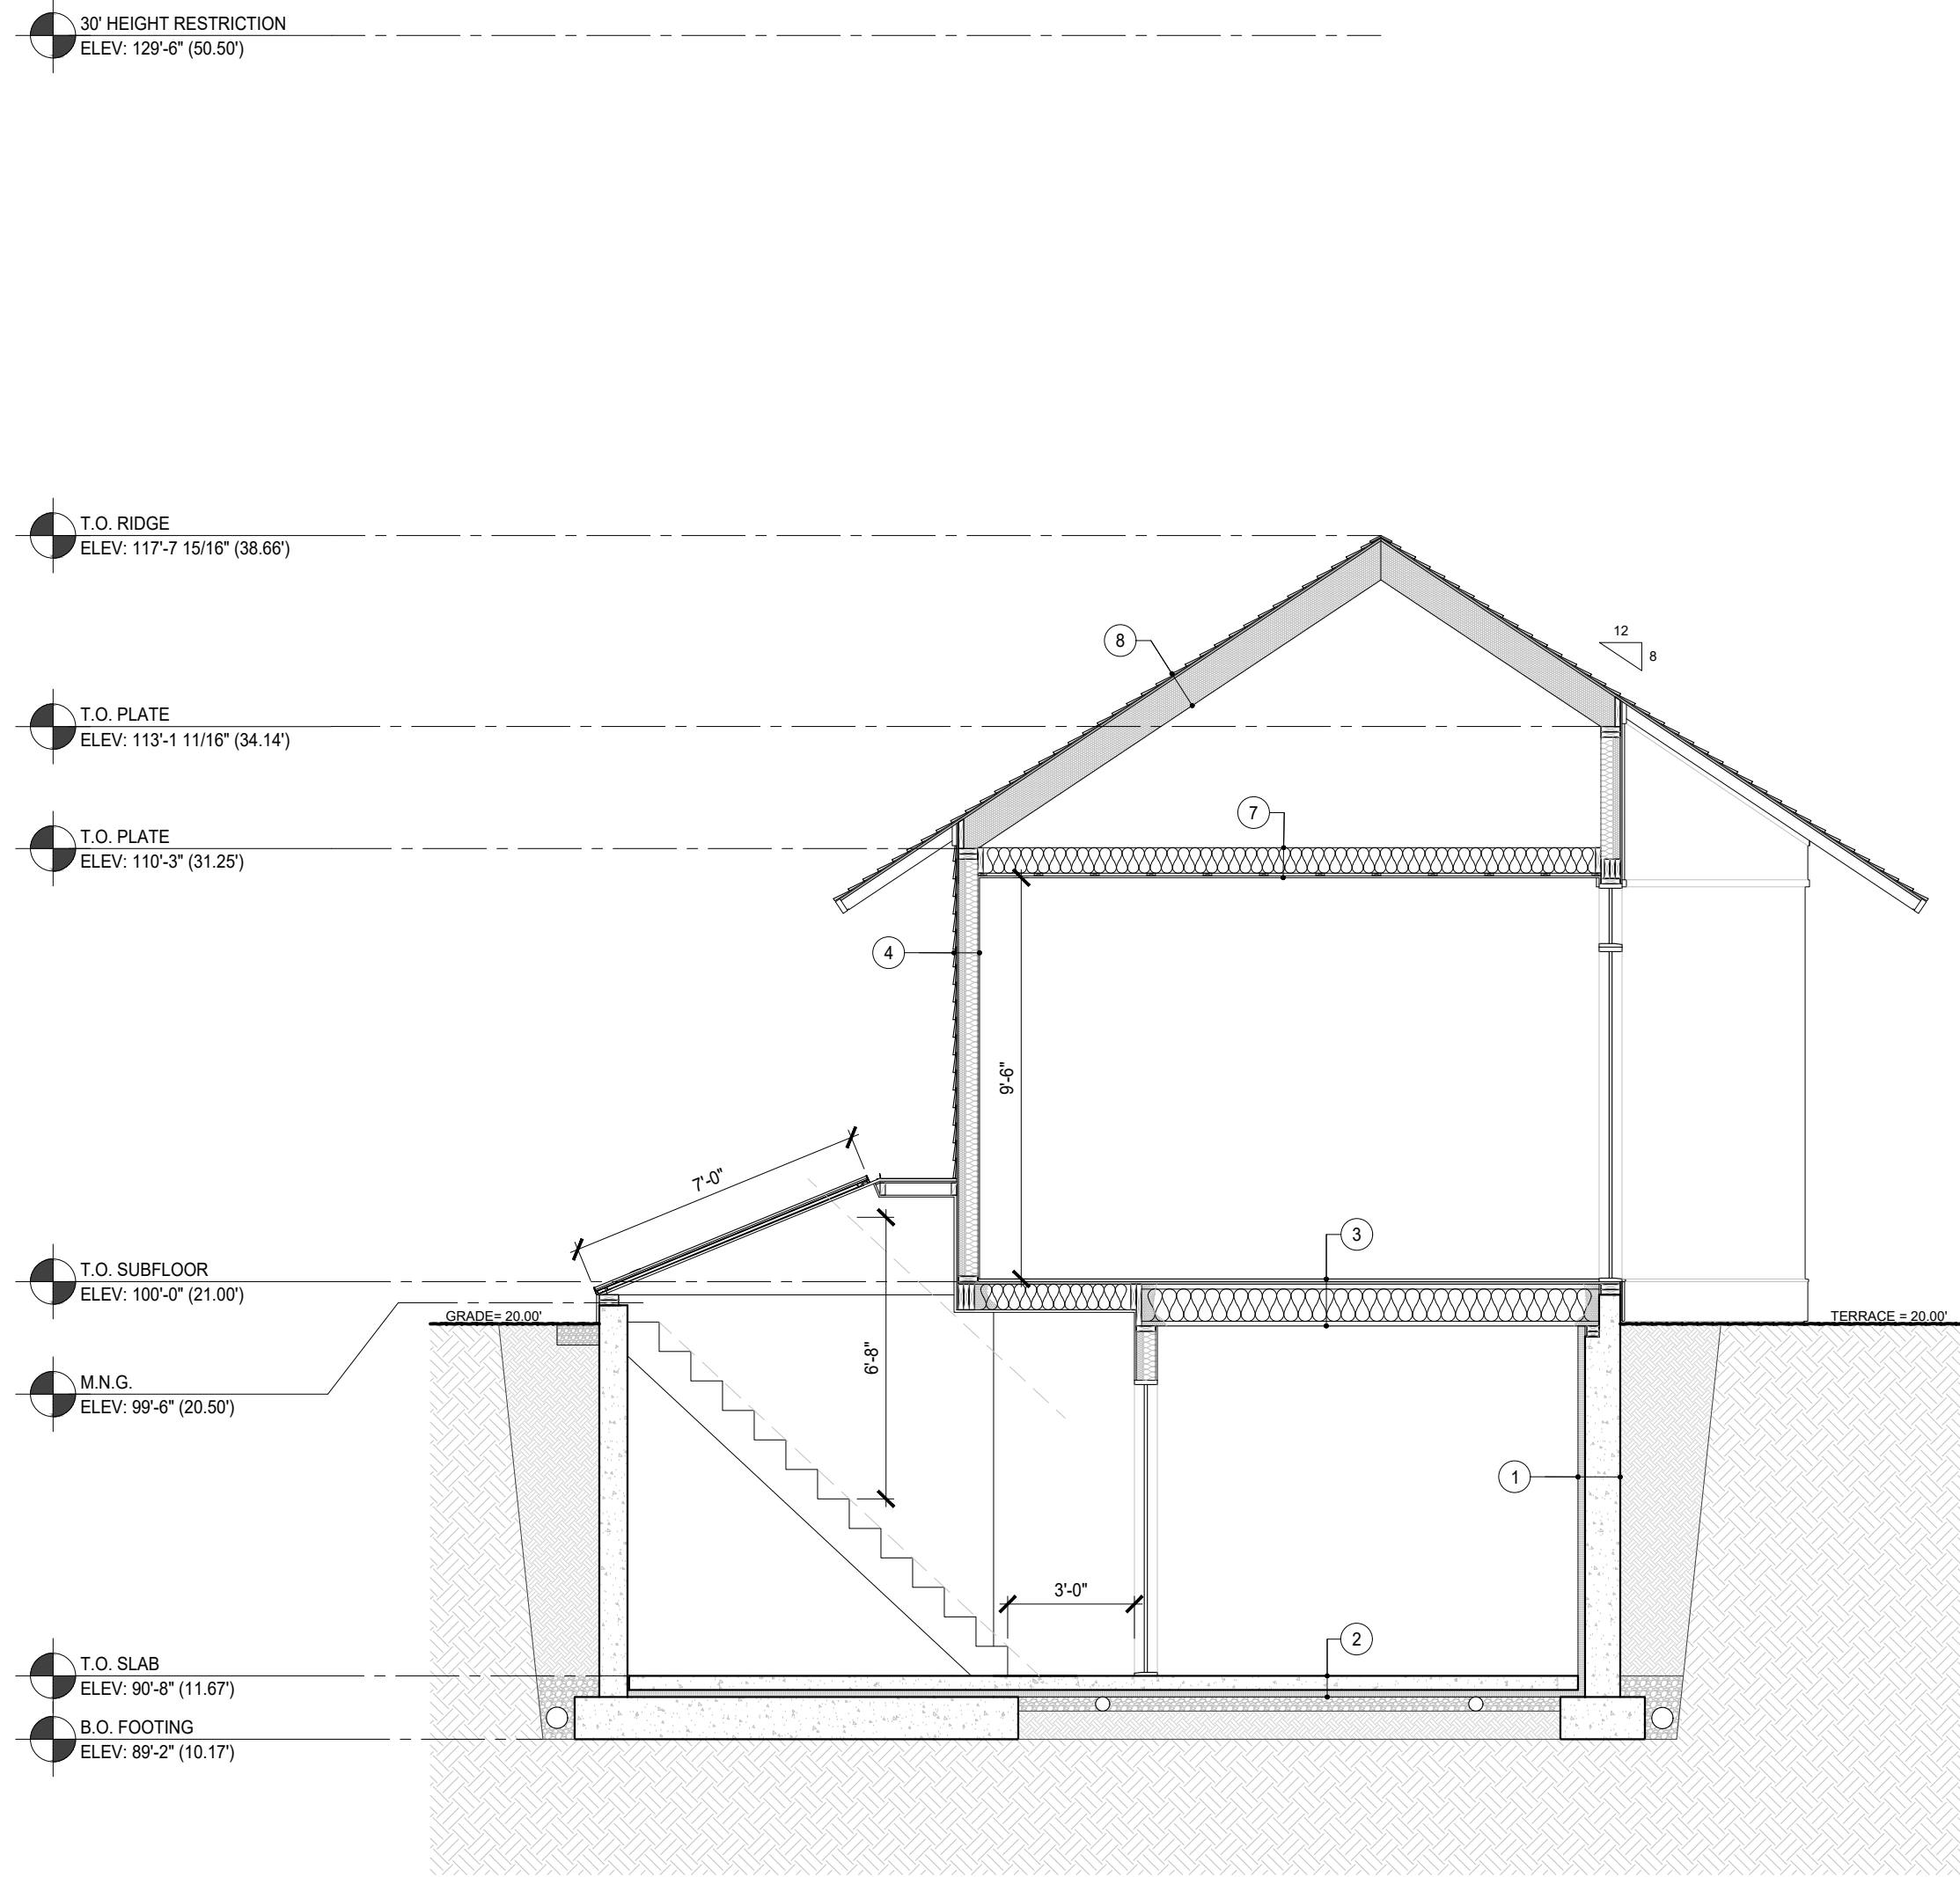 30' HEIGHT RESTRICTION
ELEV: 129'-6" (50.50')
T.O. RIDGE
ELEV: 117'-7 15/16" (38.66')
12
8
8
T.O. PLATE
ELEV: 113'-1 11/16" (34.14')
7
T.O. PLATE
ELEV: 110'-3" (31.25')
4
9'-6"
7'-0"
3
T.O. SUBFLOOR
ELEV: 100'-0" (21.00')
GRADE= 20.00'
TERRACE = 20.00'
6'-8"
M.N.G.
ELEV: 99'-6" (20.50')
1
3'-0"
2
T.O. SLAB
ELEV: 90'-8" (11.67')
B.O. FOOTING
ELEV: 89'-2" (10.17')